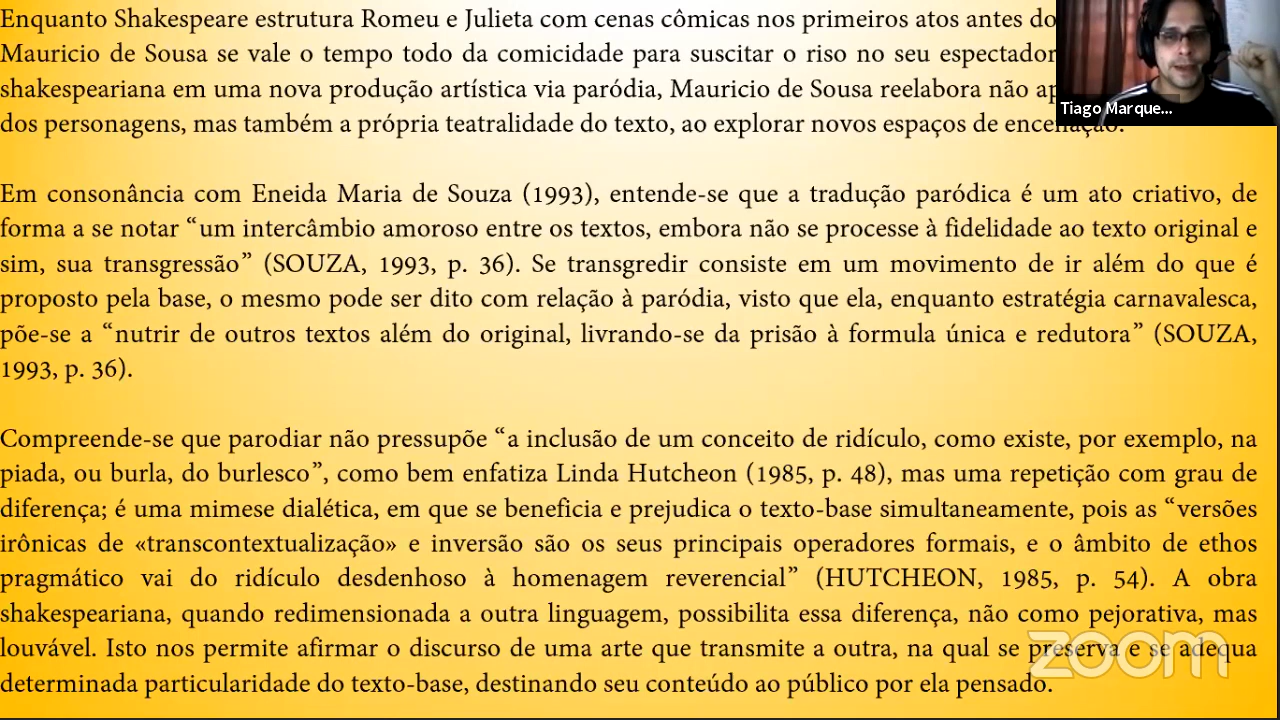 Enquanto Shakespeare estrutura Romeu e Julieta com cenas cômicas nos primeiros atos antes do
Mauricio de Sousa se vale o tempo todo da comicidade para suscitar o riso no seu espectador
shakespeariana em uma nova produção artística via paródia, Mauricio de Sousa reelabora não
dos personagens, mas também a própria teatralidade do texto, ao explorar novos espaços de encenação.
Tiago Marque...
Em consonância com Eneida Maria de Souza (1993), entende-se que a tradução paródica é um ato criativo, de
forma a se notar “um intercâmbio amoroso entre os textos, embora não se processe à fidelidade ao texto original e
sim, sua transgressão” (SOUZA, 1993, p. 36). Se transgredir consiste em um movimento de ir além do que é
proposto pela base, o mesmo pode ser dito com relação à paródia, visto que ela, enquanto estratégia carnavalesca,
põe-se a “nutrir de outros textos além do original, livrando-se da prisão à formula única e redutora” (SOUZA,
1993, p. 36).
Compreende-se que parodiar não pressupõe “a inclusão de um conceito de ridículo, como existe, por exemplo, na
piada, ou burla, do burlesco”, como bem enfatiza Linda Hutcheon (1985, p. 48), mas uma repetição com grau de
diferença; é uma mimese dialética, em que se beneficia e prejudica o texto-base simultaneamente, pois as “versões
irônicas de «transcontextualização» e inversão são os seus principais operadores formais, e o âmbito de ethos
pragmático vai do ridículo desdenhoso à homenagem reverencial” (HUTCHEON, 1985, p. 54). A obra
shakespeariana, quando redimensionada a outra linguagem, possibilita essa diferença, não como pejorativa, mas
louvável. Isto nos permite afirmar o discurso de uma arte que transmite a outra, na qual se preserva e se adequa
determinada particularidade do texto-base, destinando seu conteúdo ao público por ela pensado.
zoom